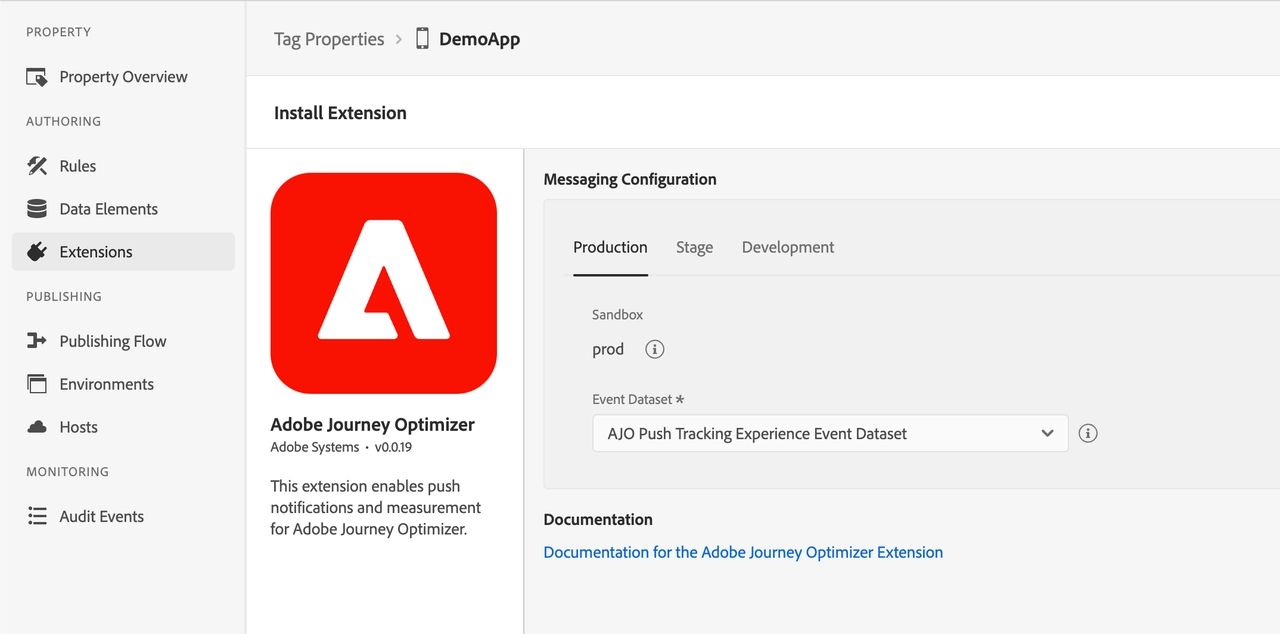 PROPERTY
Property Overview
AUTHORING
Rules
Data Elements
Extensions
PUBLISHING
Publishing Flow
Environments
Hosts
MONITORING
Audit Events
Tag Properties > DemoApp
Install Extension
Adobe Journey Optimizer
Adobe Systems · v0.0.19
This extension enables push
notifications and measurement
for Adobe Journey Optimizer.
Messaging Configuration
Production Stage Development
Sandbox
prod
Event Dataset *
AJO Push Tracking Experience Event Dataset
Documentation
Documentation for the Adobe Journey Optimizer Extension